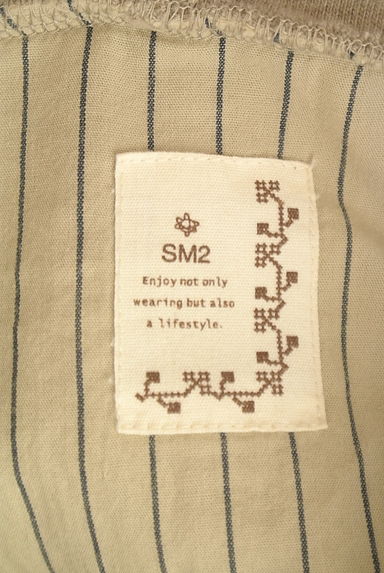 SM2
Enjoy not only
wearing but also
a lifestyle.